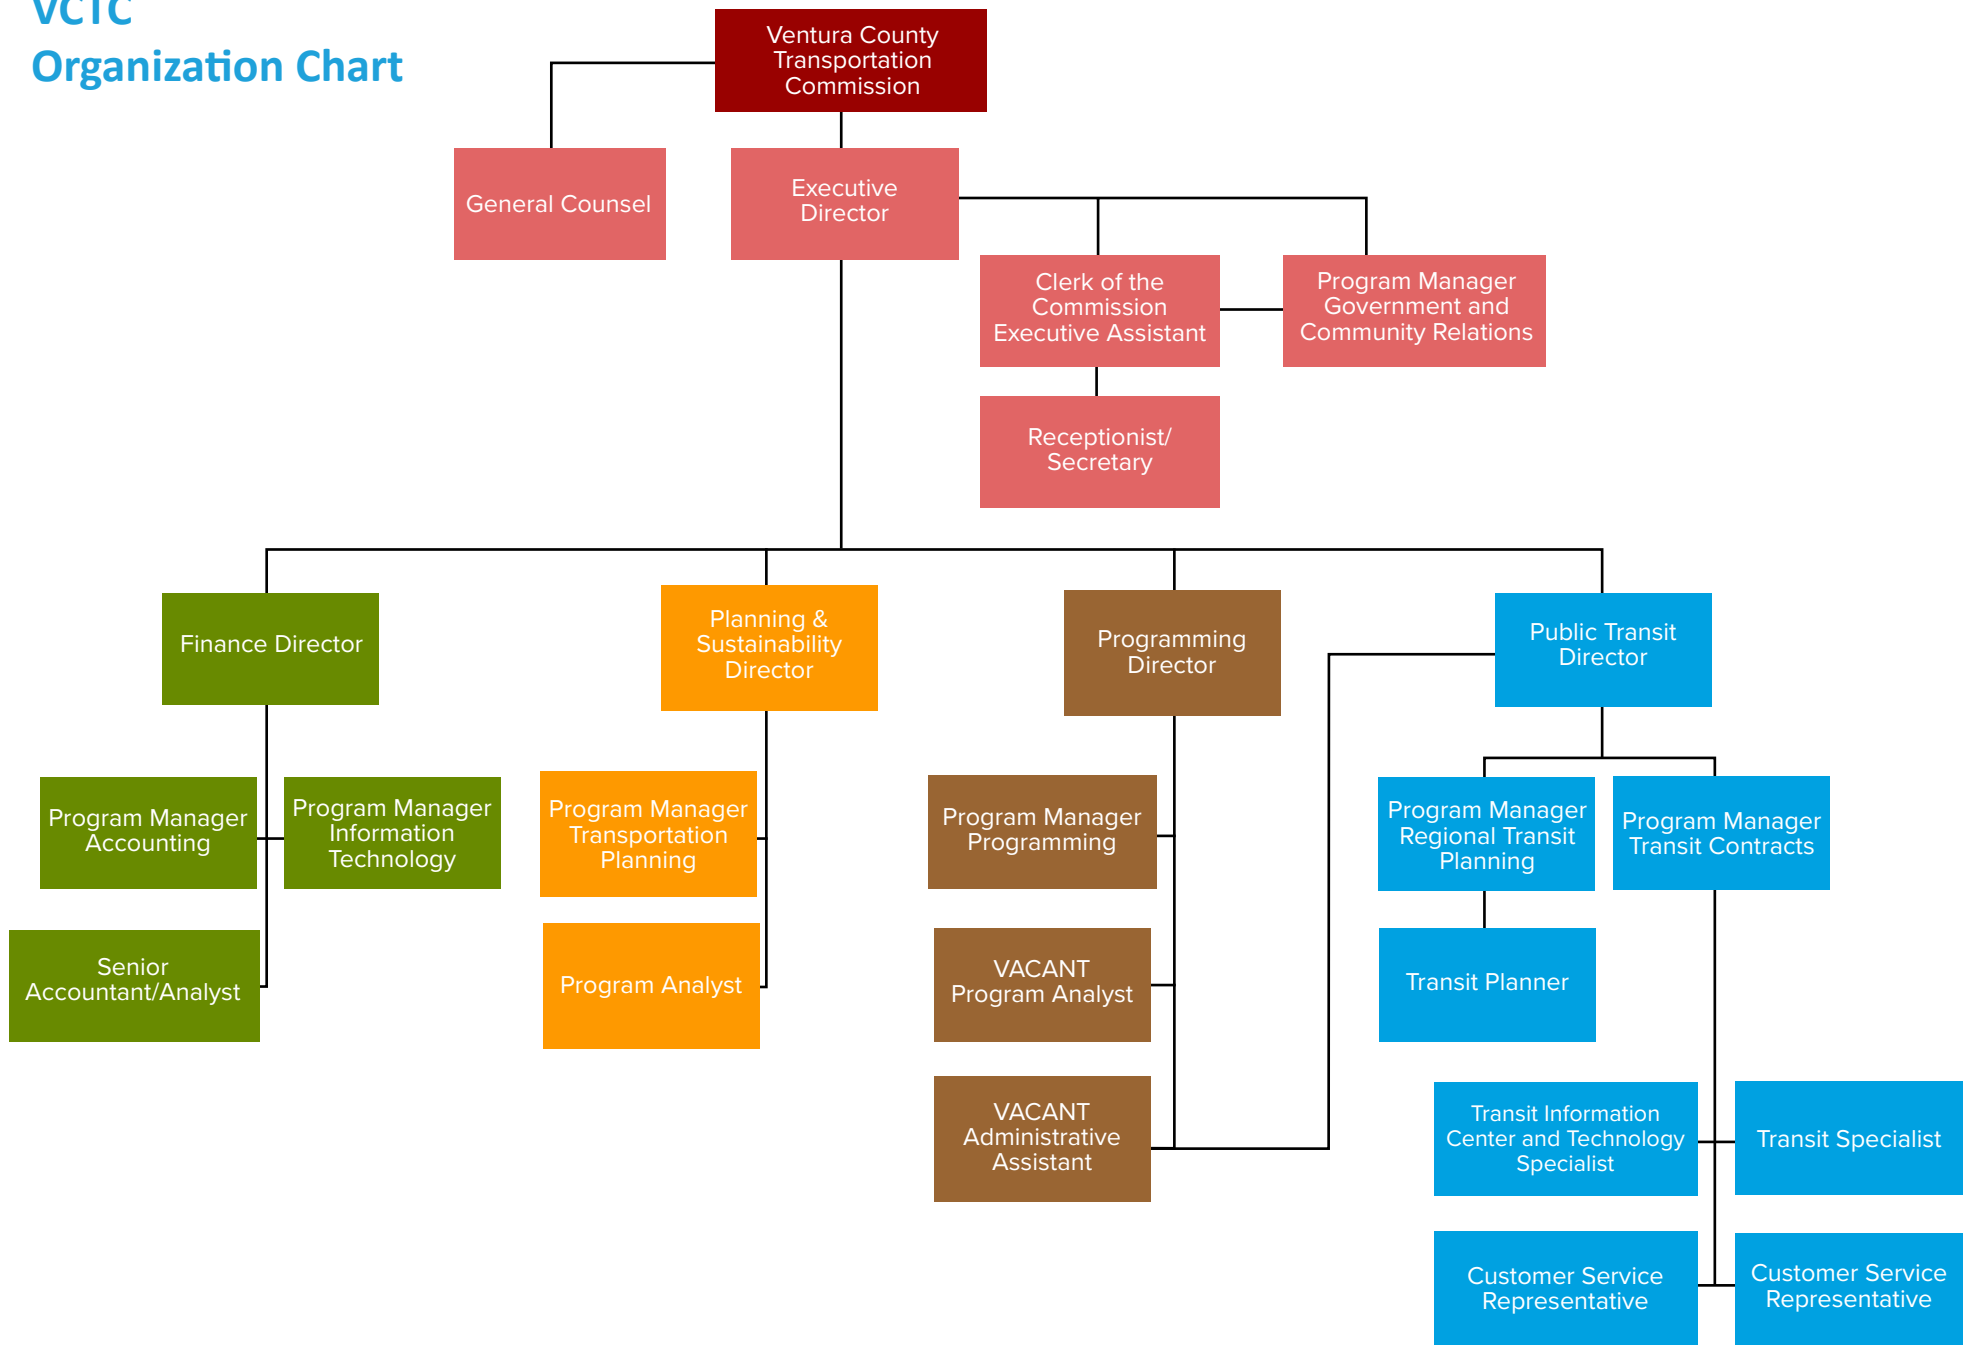 VCTC
Organization Chart
Ventura County
Transportation
Commission
General Counsel
Executive
Director
Clerk of the
Commission
Executive Assistant
Program Manager
Government and
Community Relations
Receptionist/
Secretary
Finance Director
Planning &
Sustainability
Director
Programming
Director
Public Transit
Director
Program Manager
Accounting
Program Manager
Information
Technology
Program Manager
Transportation
Planning
Program Manager
Programming
Program Manager
Regional Transit
Planning
Program Manager
Transit Contracts
Senior
Accountant/Analyst
Program Analyst
VACANT
Program Analyst
Transit Planner
VACANT
Administrative
Assistant
Transit Information
Center and Technology
Specialist
Transit Specialist
Customer Service
Representative
Customer Service
Representative